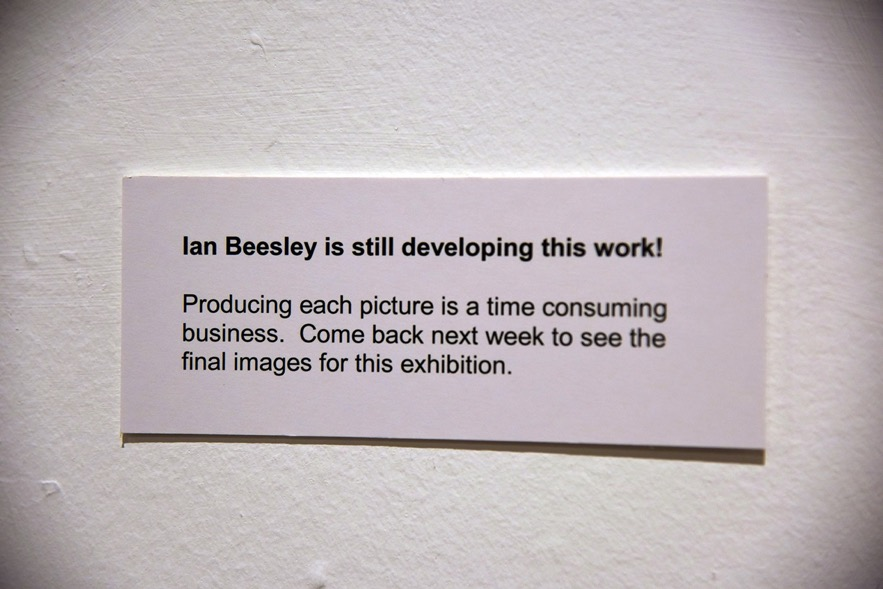 Ian Beesley is still developing this work!
Producing each picture is a time consuming
business.  Come back next week to see the
final images for this exhibition.